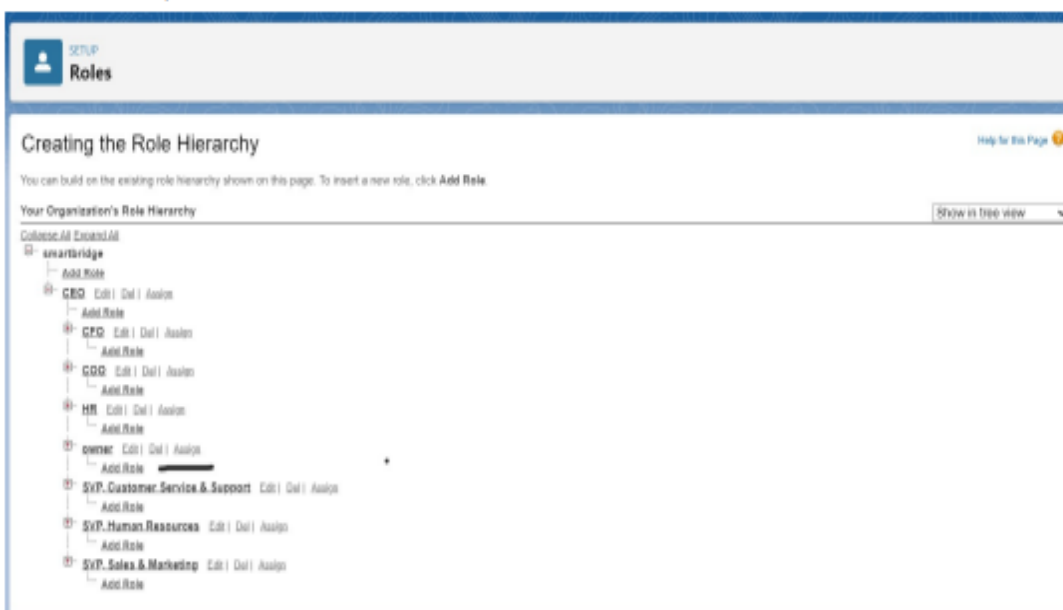 SETUP
Roles
Creating the Role Hierarchy
Help for this Page
You can build on the existing role hierarchy shown on this page. To insert a new role, click Add Role.
Your Organization's Role Hierarchy
Show in tree view
Collapse All Expand All
smartbridge
Add Role
CEO Edit | Del | Assign
Add Role
CFO Edit | Del | Assign
Add Role
COO Edit | Del | Assign
Add Role
HR Edit | Del | Assign
Add Role
owner Edit | Del | Assign
Add Role
SVP, Customer Service & Support Edit | Del | Assign
Add Role
SVP, Human Resources Edit | Del | Assign
Add Role
SVP, Sales & Marketing Edit | Del | Assign
Add Role